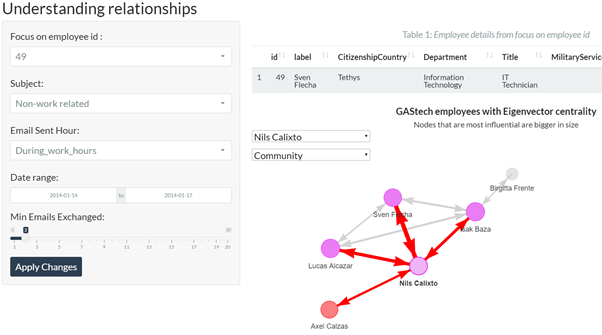 Understanding relationships
Focus on employee id :
49
Subject:
Non-work related
Email Sent Hour:
During_work_hours
Date range:
2014-01-14 to 2014-01-17
Min Emails Exchanged:
2
1 3 5 7 9 11 13 15 17 19 20
Apply Changes
Table 1: Employee details from focus on employee id
id label CitizenshipCountry Department Title MilitaryService
1 49 Sven Flecha Tethys Information Technology IT Technician
GAStech employees with Eigenvector centrality
Nodes that are most influential are bigger in size
Nils Calixto
Community
Birgitta Frente
Sven Flecha
Isak Baza
Lucas Alcazar
Nils Calixto
Axel Calzas